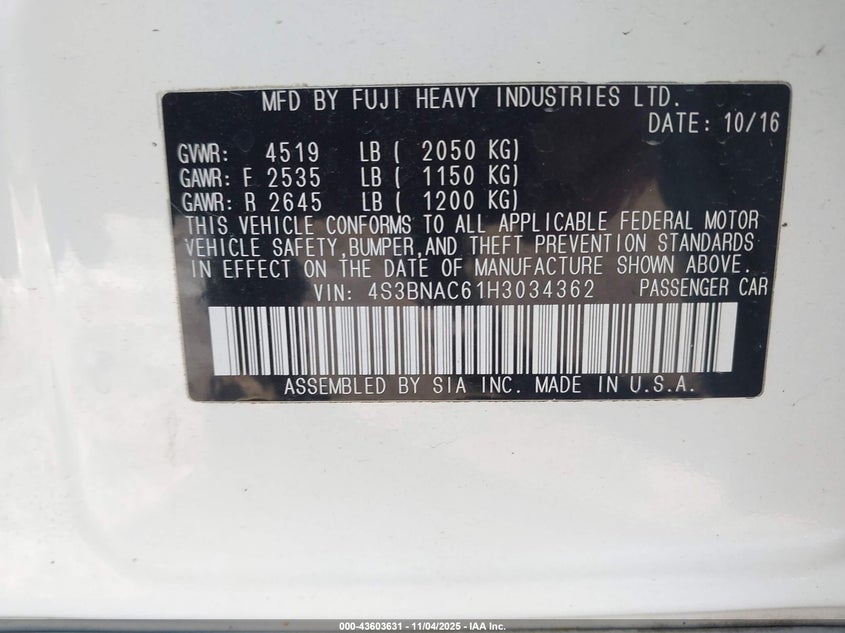 MFD BY FUJI HEAVY INDUSTRIES LTD.
DATE: 10/16
GVWR: 4519 LB ( 2050 KG)
GAWR: F 2535 LB ( 1150 KG)
GAWR: R 2645 LB ( 1200 KG)
THIS VEHICLE CONFORMS TO ALL APPLICABLE FEDERAL MOTOR
VEHICLE SAFETY,BUMPER,AND THEFT PREVENTION STANDARDS
IN EFFECT ON THE DATE OF MANUFACTURE SHOWN ABOVE.
VIN: 4S3BNAC61H3034362 PASSENGER CAR
ASSEMBLED BY SIA INC. MADE IN U.S.A.
000-43603631 - 11/04/2025 - IAA Inc.